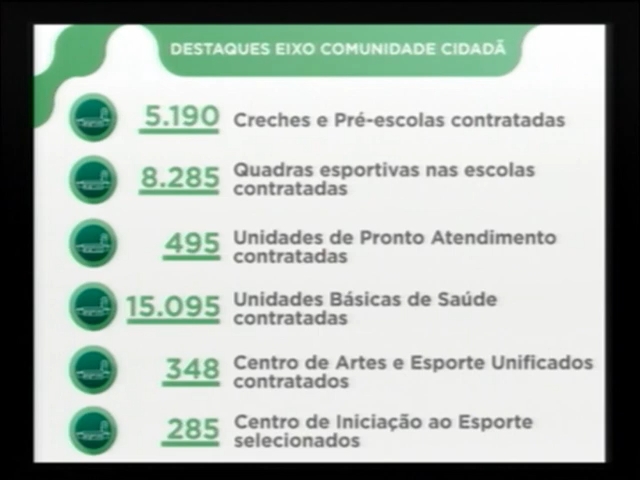 DESTAQUES EIXO COMUNIDADE CIDADÃ
5.190 Creches e Pré-escolas contratadas
8.285 Quadras esportivas nas escolas
contratadas
495 Unidades de Pronto Atendimento
contratadas
15.095 Unidades Básicas de Saúde
contratadas
348 Centro de Artes e Esporte Unificados
contratados
285 Centro de Iniciação ao Esporte
selecionados